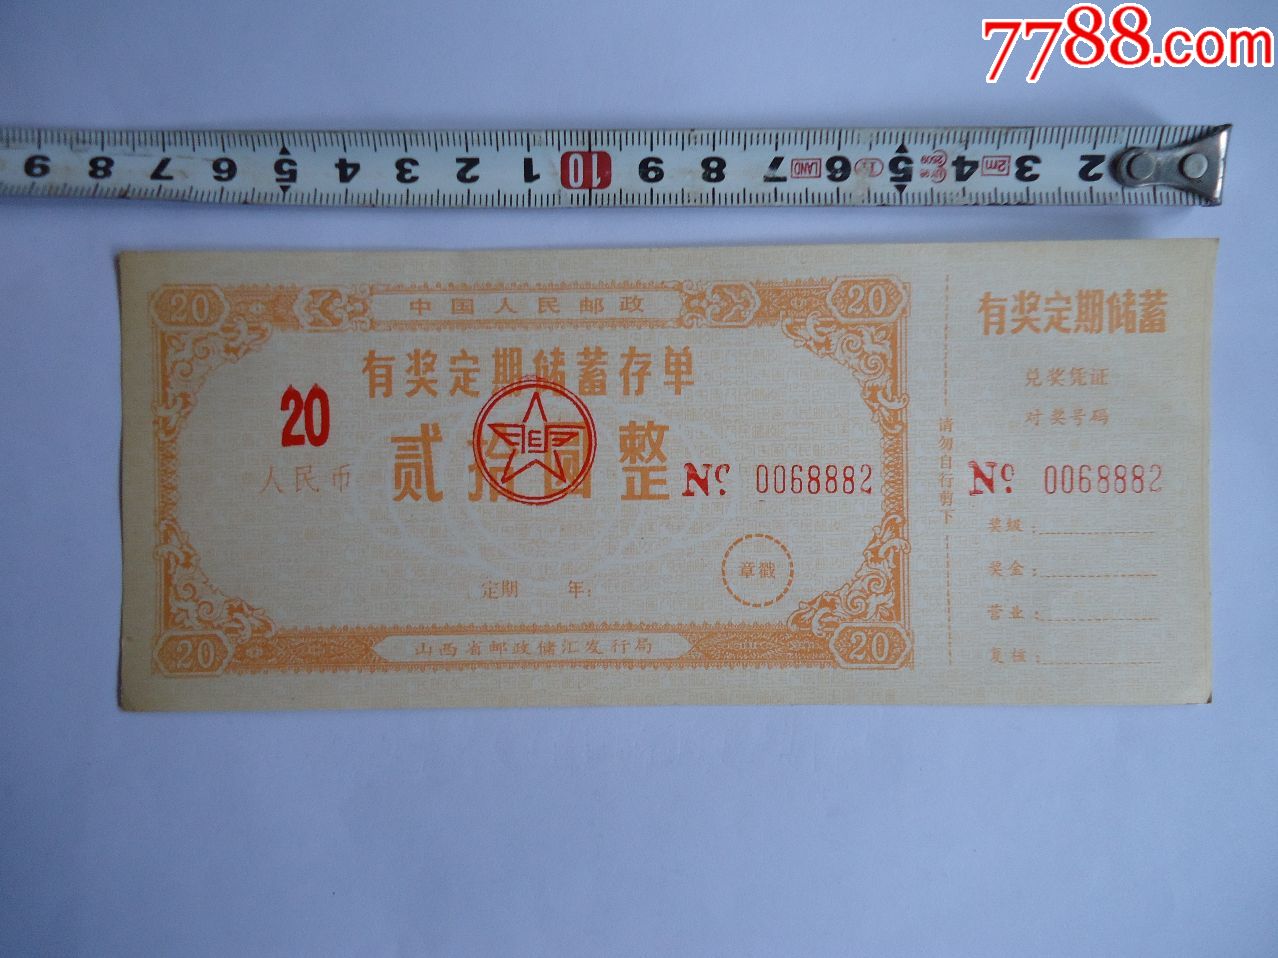 7788.com
9 8 7 6 5 4 3 2 1 10 9 8 7 LAND 6 5 4 2m 3 2
20 中国人民邮政 20
有奖定期储蓄存单
20
人民币 贰拾圆整
№ 0068882
定期 年:
章戳
20 山西省邮政储汇发行局 20
请勿自行剪下
有奖定期储蓄
兑奖凭证
对奖号码
№ 0068882
奖级:
奖金:
营业:
复核: